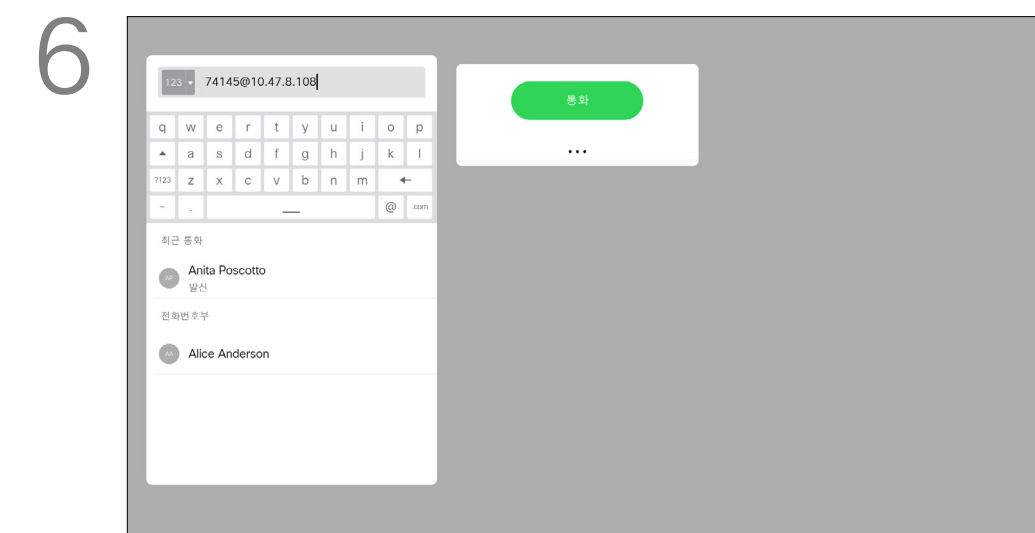 6
123 74145@10.47.8.108
통화
•••
q w e r t y u i o p
a s d f g h j k l
?123 z x c v b n m
- . @ .com
최근 통화
AP Anita Poscotto
발신
전화번호부
AA Alice Anderson